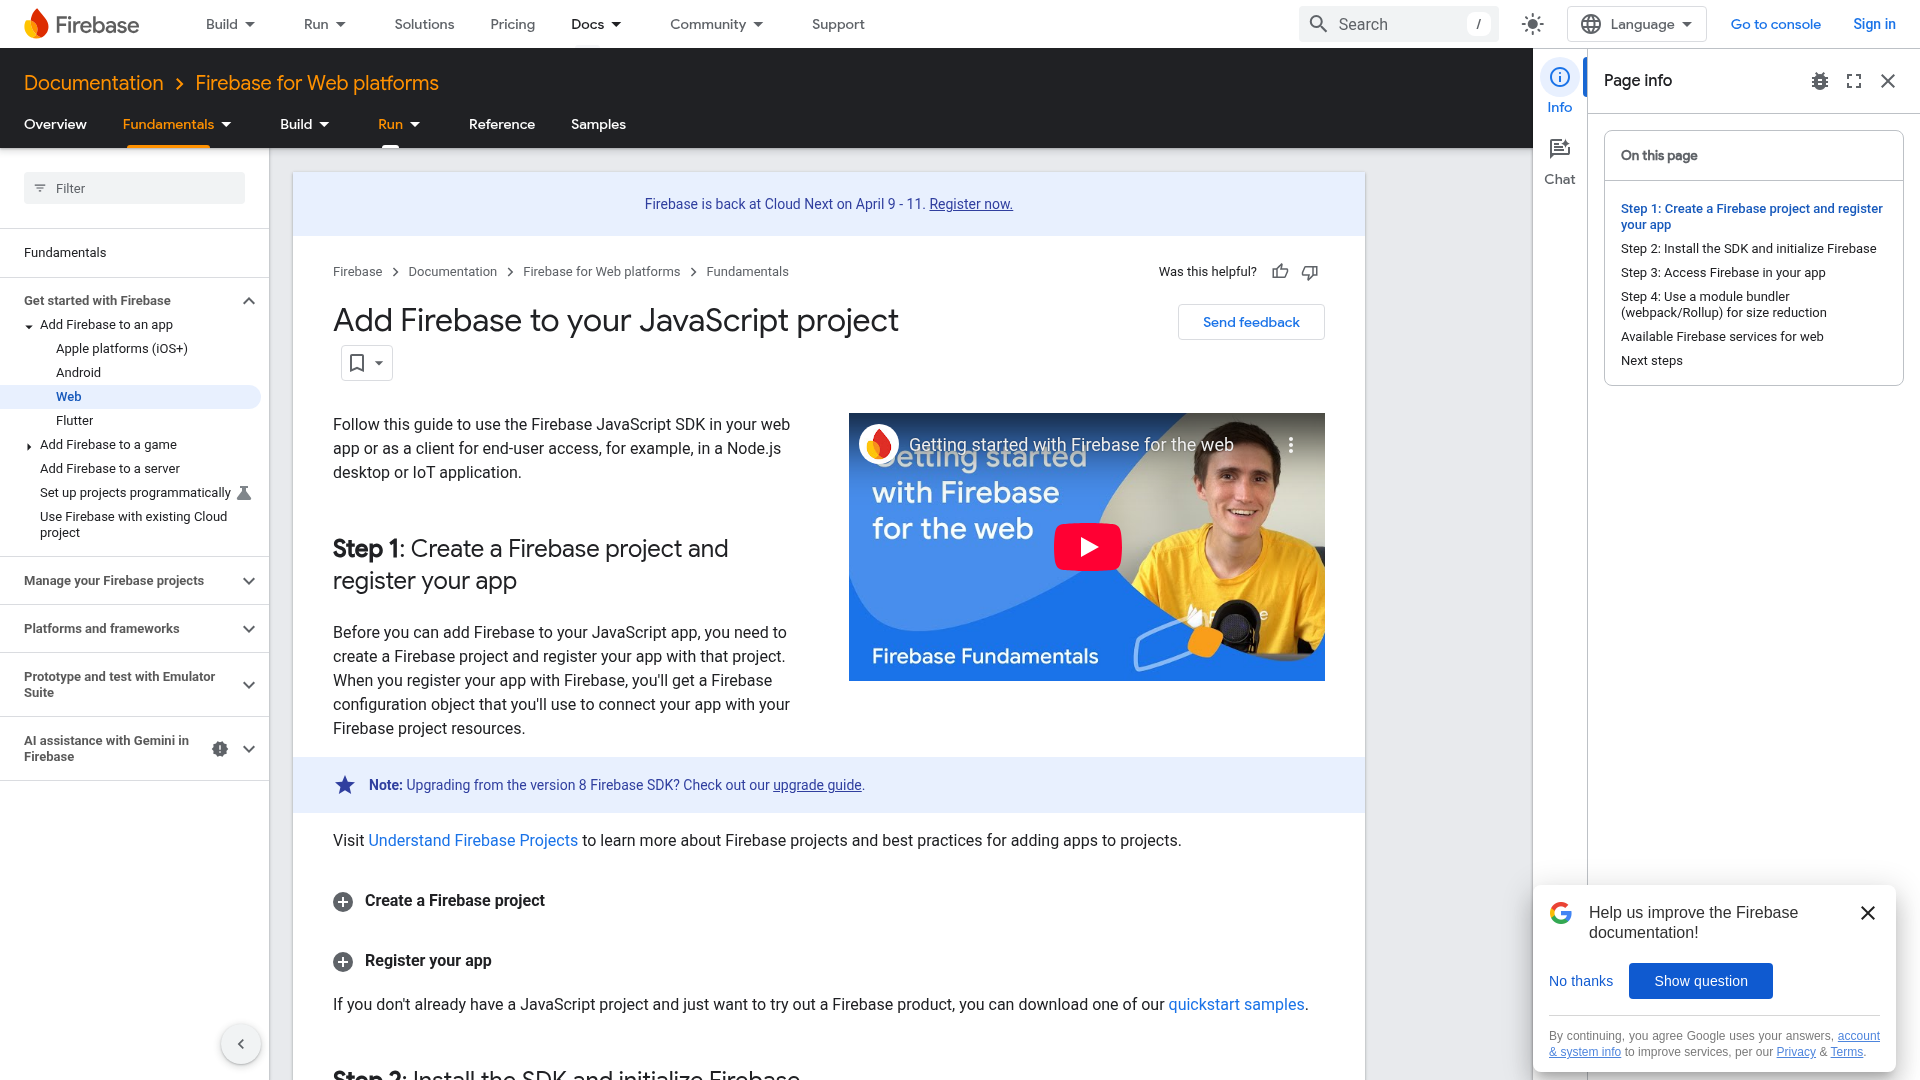 Firebase
Build
Run
Solutions
Pricing
Docs
Community
Support
Search
/
Language
Go to console
Sign in
Documentation
Firebase for Web platforms
Overview
Fundamentals
Build
Run
Reference
Samples
Filter
Fundamentals
Get started with Firebase
Add Firebase to an app
Apple platforms (iOS+)
Android
Web
Flutter
Add Firebase to a game
Add Firebase to a server
Set up projects programmatically
Use Firebase with existing Cloud
project
Manage your Firebase projects
Platforms and frameworks
Prototype and test with Emulator
Suite
AI assistance with Gemini in
Firebase
Firebase is back at Cloud Next on April 9 - 11. Register now.
Firebase
Documentation
Firebase for Web platforms
Fundamentals
Was this helpful?
Add Firebase to your JavaScript project
Send feedback
Follow this guide to use the Firebase JavaScript SDK in your web
app or as a client for end-user access, for example, in a Node.js
desktop or IoT application.
Getting started with Firebase for the web
Getting started
with Firebase
for the web
Firebase Fundamentals
Step 1: Create a Firebase project and
register your app
Before you can add Firebase to your JavaScript app, you need to
create a Firebase project and register your app with that project.
When you register your app with Firebase, you'll get a Firebase
configuration object that you'll use to connect your app with your
Firebase project resources.
Note: Upgrading from the version 8 Firebase SDK? Check out our upgrade guide.
Visit Understand Firebase Projects to learn more about Firebase projects and best practices for adding apps to projects.
Create a Firebase project
Register your app
If you don't already have a JavaScript project and just want to try out a Firebase product, you can download one of our quickstart samples.
Step 2: Install the SDK and initialize Firebase
Info
Chat
Page info
On this page
Step 1: Create a Firebase project and register
your app
Step 2: Install the SDK and initialize Firebase
Step 3: Access Firebase in your app
Step 4: Use a module bundler
(webpack/Rollup) for size reduction
Available Firebase services for web
Next steps
Help us improve the Firebase
documentation!
No thanks
Show question
By continuing, you agree Google uses your answers, account
& system info to improve services, per our Privacy & Terms.